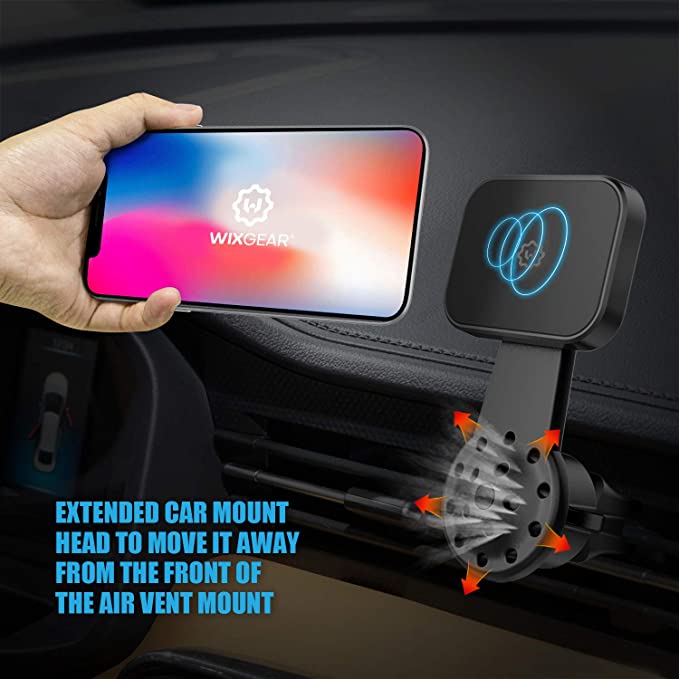 WIXGEAR®
EXTENDED CAR MOUNT
HEAD TO MOVE IT AWAY
FROM THE FRONT OF
THE AIR VENT MOUNT